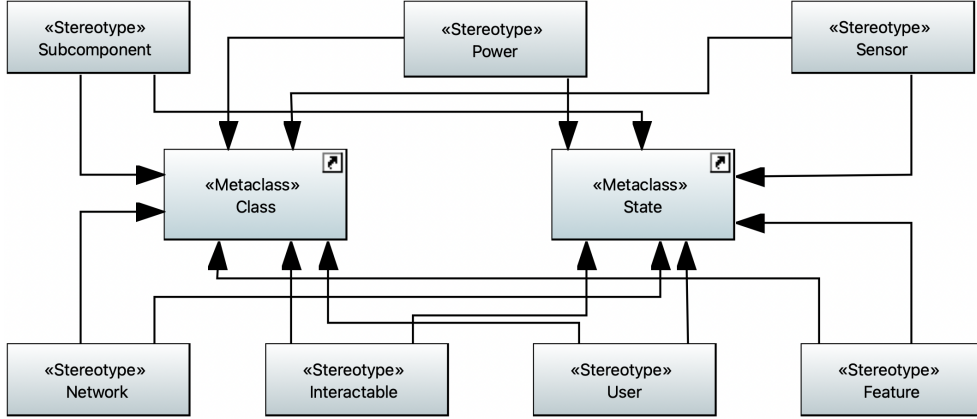 «Stereotype»
Subcomponent
«Stereotype»
Power
«Stereotype»
Sensor
«Metaclass»
Class
«Metaclass»
State
«Stereotype»
Network
«Stereotype»
Interactable
«Stereotype»
User
«Stereotype»
Feature